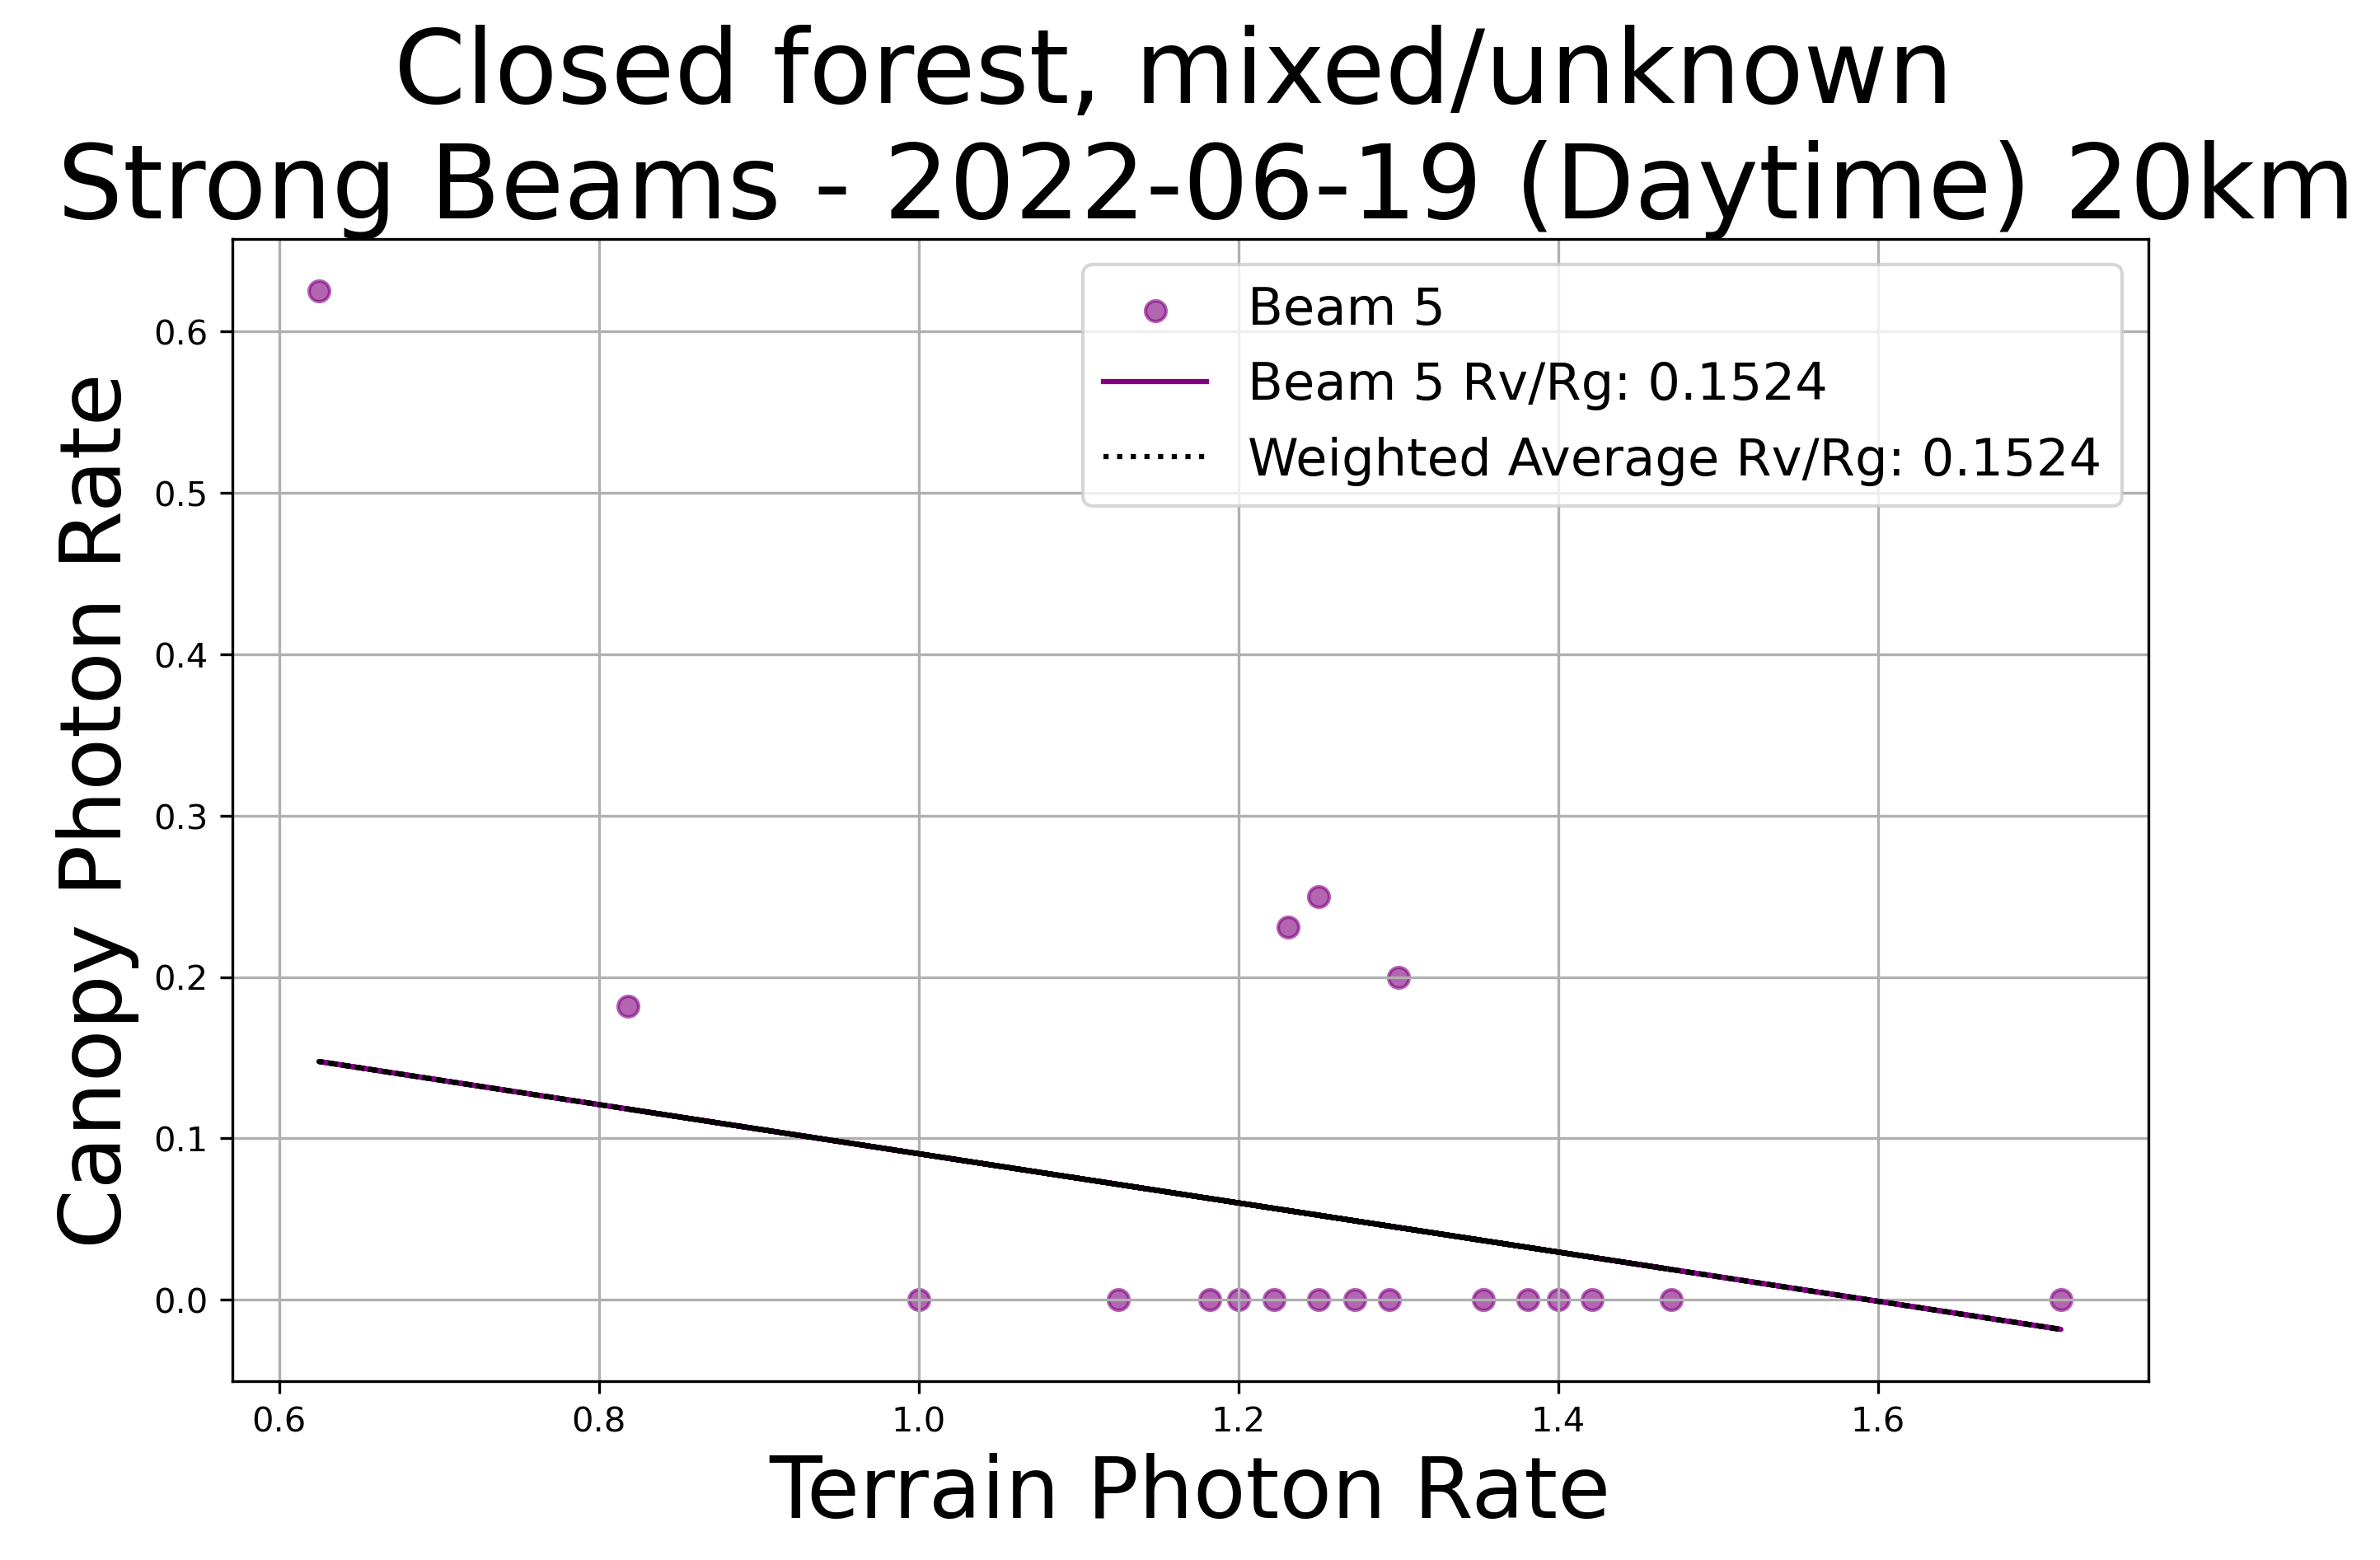 Closed forest, mixed/unknown
Strong Beams - 2022-06-19 (Daytime) 20km
Beam 5
Beam 5 Rv/Rg: 0.1524
Weighted Average Rv/Rg: 0.1524
Canopy Photon Rate
0.6
0.5
0.4
0.3
0.2
0.1
0.0
0.6 0.8 1.0 1.2 1.4 1.6
Terrain Photon Rate